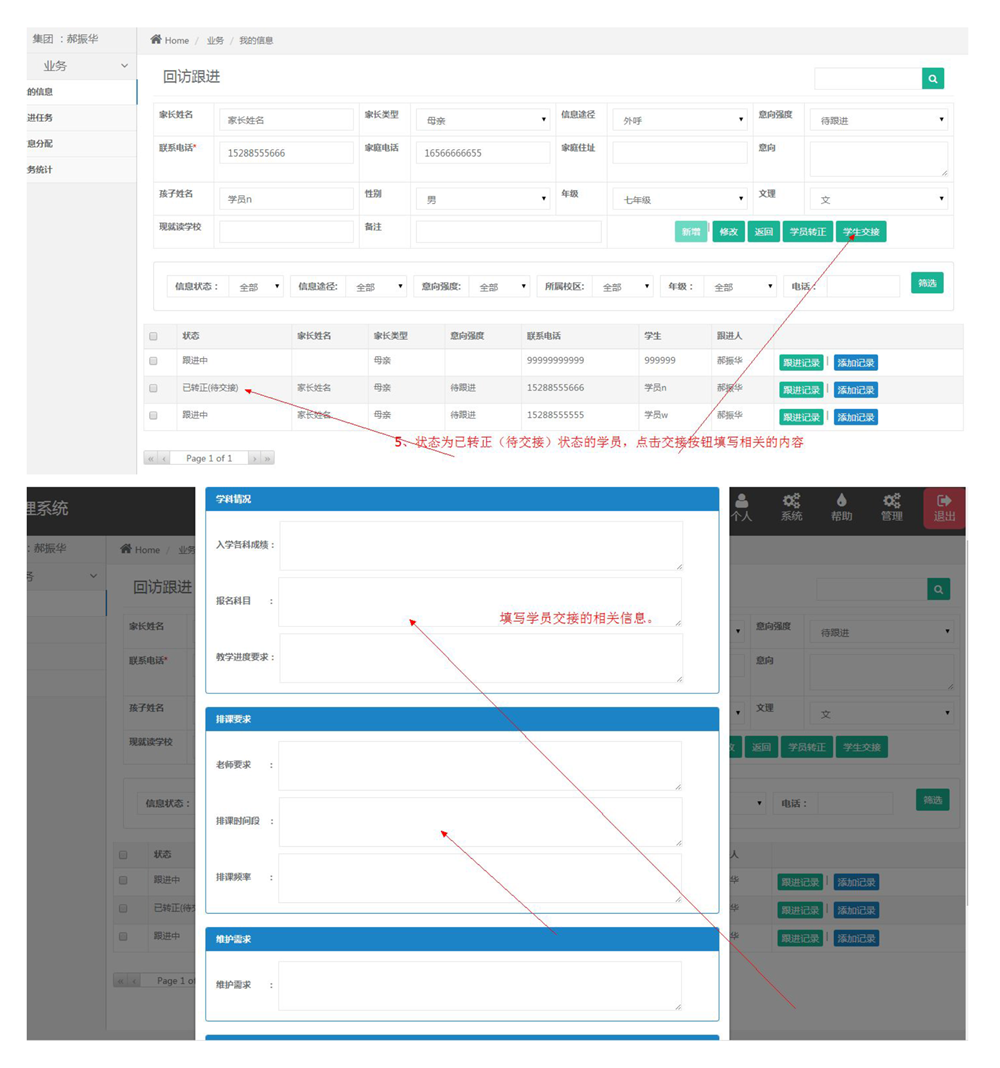 集团 ：郝振华
Home / 业务 / 我的信息
业务
的信息
进任务
息分配
务统计
回访跟进
家长姓名 家长姓名 家长类型 母亲 信息途径 外呼 意向强度 待跟进
联系电话* 15288555666 家庭电话 16566666655 家庭住址 意向
孩子姓名 学员n 性别 男 年级 七年级 文理 文
现就读学校 备注 新增 修改 返回 学员转正 学生交接
信息状态： 全部 信息途径: 全部 意向强度: 全部 所属校区: 全部 年级： 全部 电话： 筛选
状态 家长姓名 家长类型 意向强度 联系电话 学生 跟进人
跟进中 母亲 99999999999 999999 郝振华 跟进记录 | 添加记录
已转正(待交接) 家长姓名 母亲 待跟进 15288555666 学员n 郝振华 跟进记录 | 添加记录
跟进中 家长姓名 母亲 待跟进 15288555555 学员w 郝振华 跟进记录 | 添加记录
5、状态为已转正（待交接）状态的学员，点击交接按钮填写相关的内容
« ‹ Page 1 of 1 › »
理系统 个人 系统 帮助 管理 退出
：郝振华
Home / 业务
务
回访跟进
家长姓名 意向强度 待跟进
联系电话* 意向
孩子姓名 文理 文
现就读学校 改 返回 学员转正 学生交接
信息状态： 电话： 筛选
状态 人
跟进中 华 跟进记录 | 添加记录
已转正(待交 华 跟进记录 | 添加记录
跟进中 华 跟进记录 | 添加记录
« ‹ Page 1 of
学科情况
入学各科成绩：
报名科目 ：
填写学员交接的相关信息。
教学进度要求：
排课要求
老师要求 ：
排课时间段 ：
排课频率 ：
维护需求
维护需求 ：